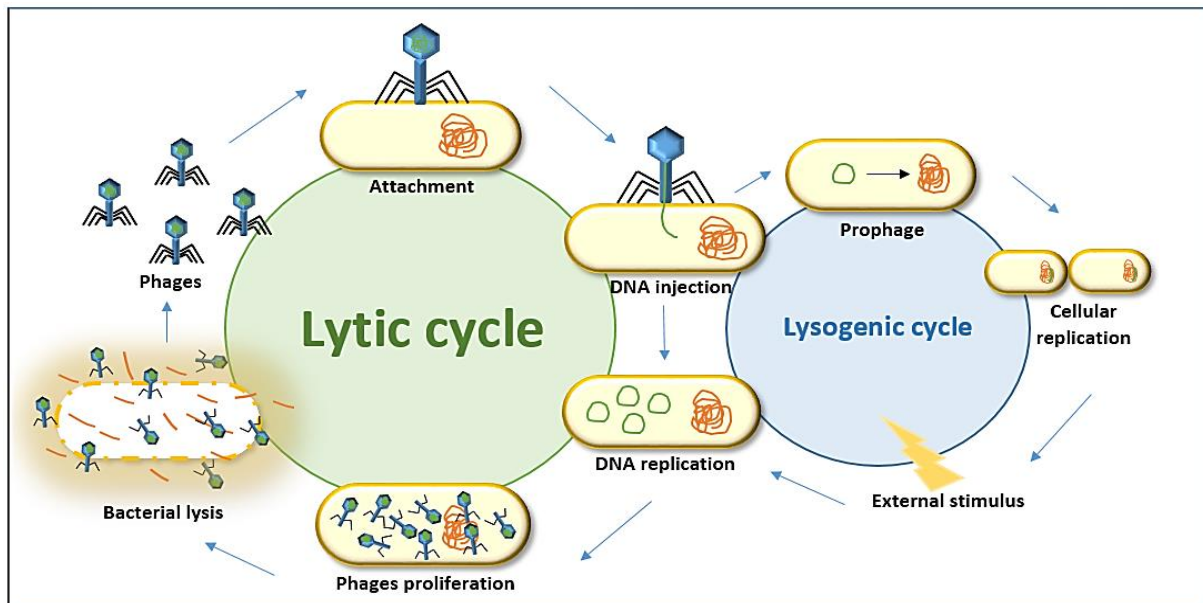 Attachment
Phages
DNA injection
Prophage
Lytic cycle
Lysogenic cycle
Cellular
replication
DNA replication
Bacterial lysis
External stimulus
Phages proliferation